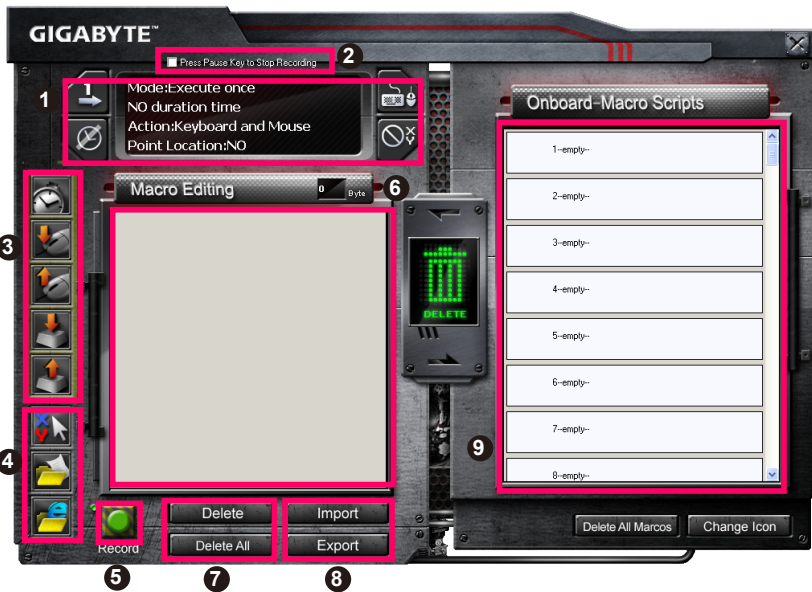 GIGABYTE™
2
Press Pause Key to Stop Recording
1
1
Mode:Execute once
NO duration time
Action:Keyboard and Mouse
Point Location:NO
X
Y
Onboard-Macro Scripts
Macro Editing
0
Byte
6
3
DELETE
1--empty--
2--empty--
3--empty--
4--empty--
5--empty--
6--empty--
7--empty--
8--empty--
4
X
Y
9
Record
Delete
Import
Delete All
Export
Delete All Marcos
Change Icon
5
7
8